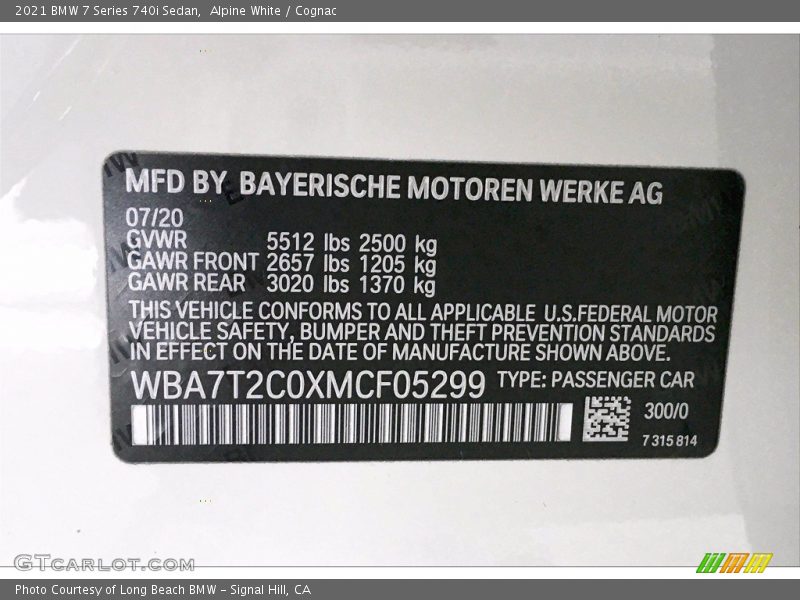 2021 BMW 7 Series 740i Sedan,  Alpine White / Cognac
MFD BY. BAYERISCHE MOTOREN WERKE AG
07/20
GVWR 5512 lbs 2500 kg
GAWR FRONT 2657 lbs 1205 kg
GAWR REAR 3020 lbs 1370 kg
THIS VEHICLE CONFORMS TO ALL APPLICABLE U.S.FEDERAL MOTOR
VEHICLE SAFETY, BUMPER AND THEFT PREVENTION STANDARDS
IN EFFECT ON THE DATE OF MANUFACTURE SHOWN ABOVE.
WBA7T2C0XMCF05299 TYPE: PASSENGER CAR
300/0
7 315 814
GTCARLOT.COM
Photo Courtesy of Long Beach BMW – Signal Hill, CA